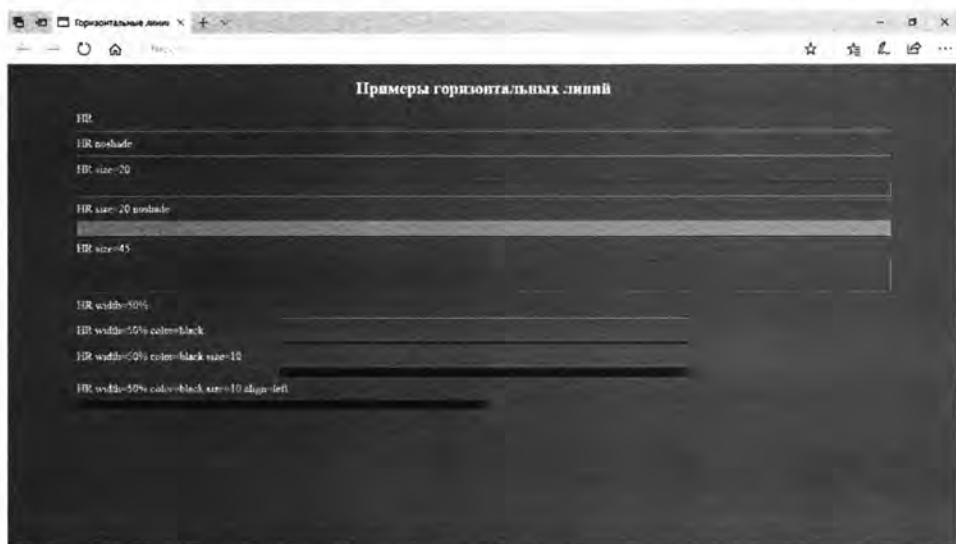 Горизонтальные линии
Примеры горизонтальных линий
HR
HR noshade
HR size=20
HR size=20 noshade
HR size=45
HR width=50%
HR width=50% color=black
HR width=50% color=black size=10
HR width=50% color=black size=10 align=left